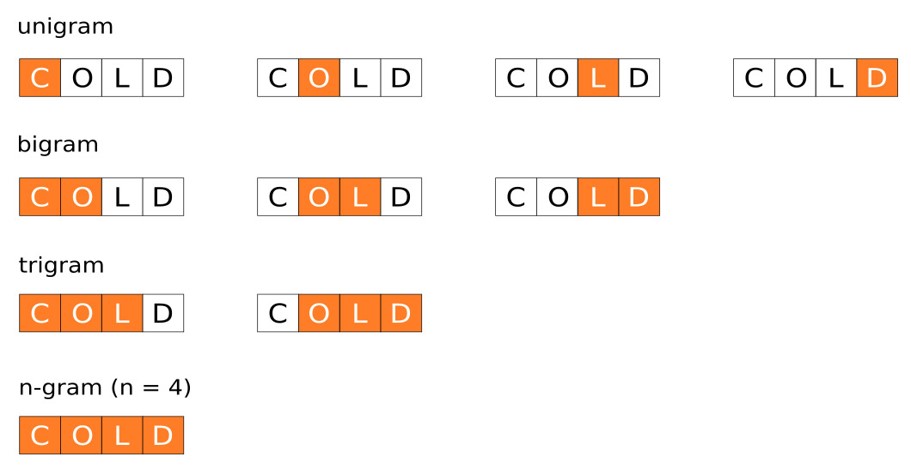 unigram
C O L D C O L D C O L D C O L D
bigram
C O L D C O L D C O L D
trigram
C O L D C O L D
n-gram (n = 4)
C O L D